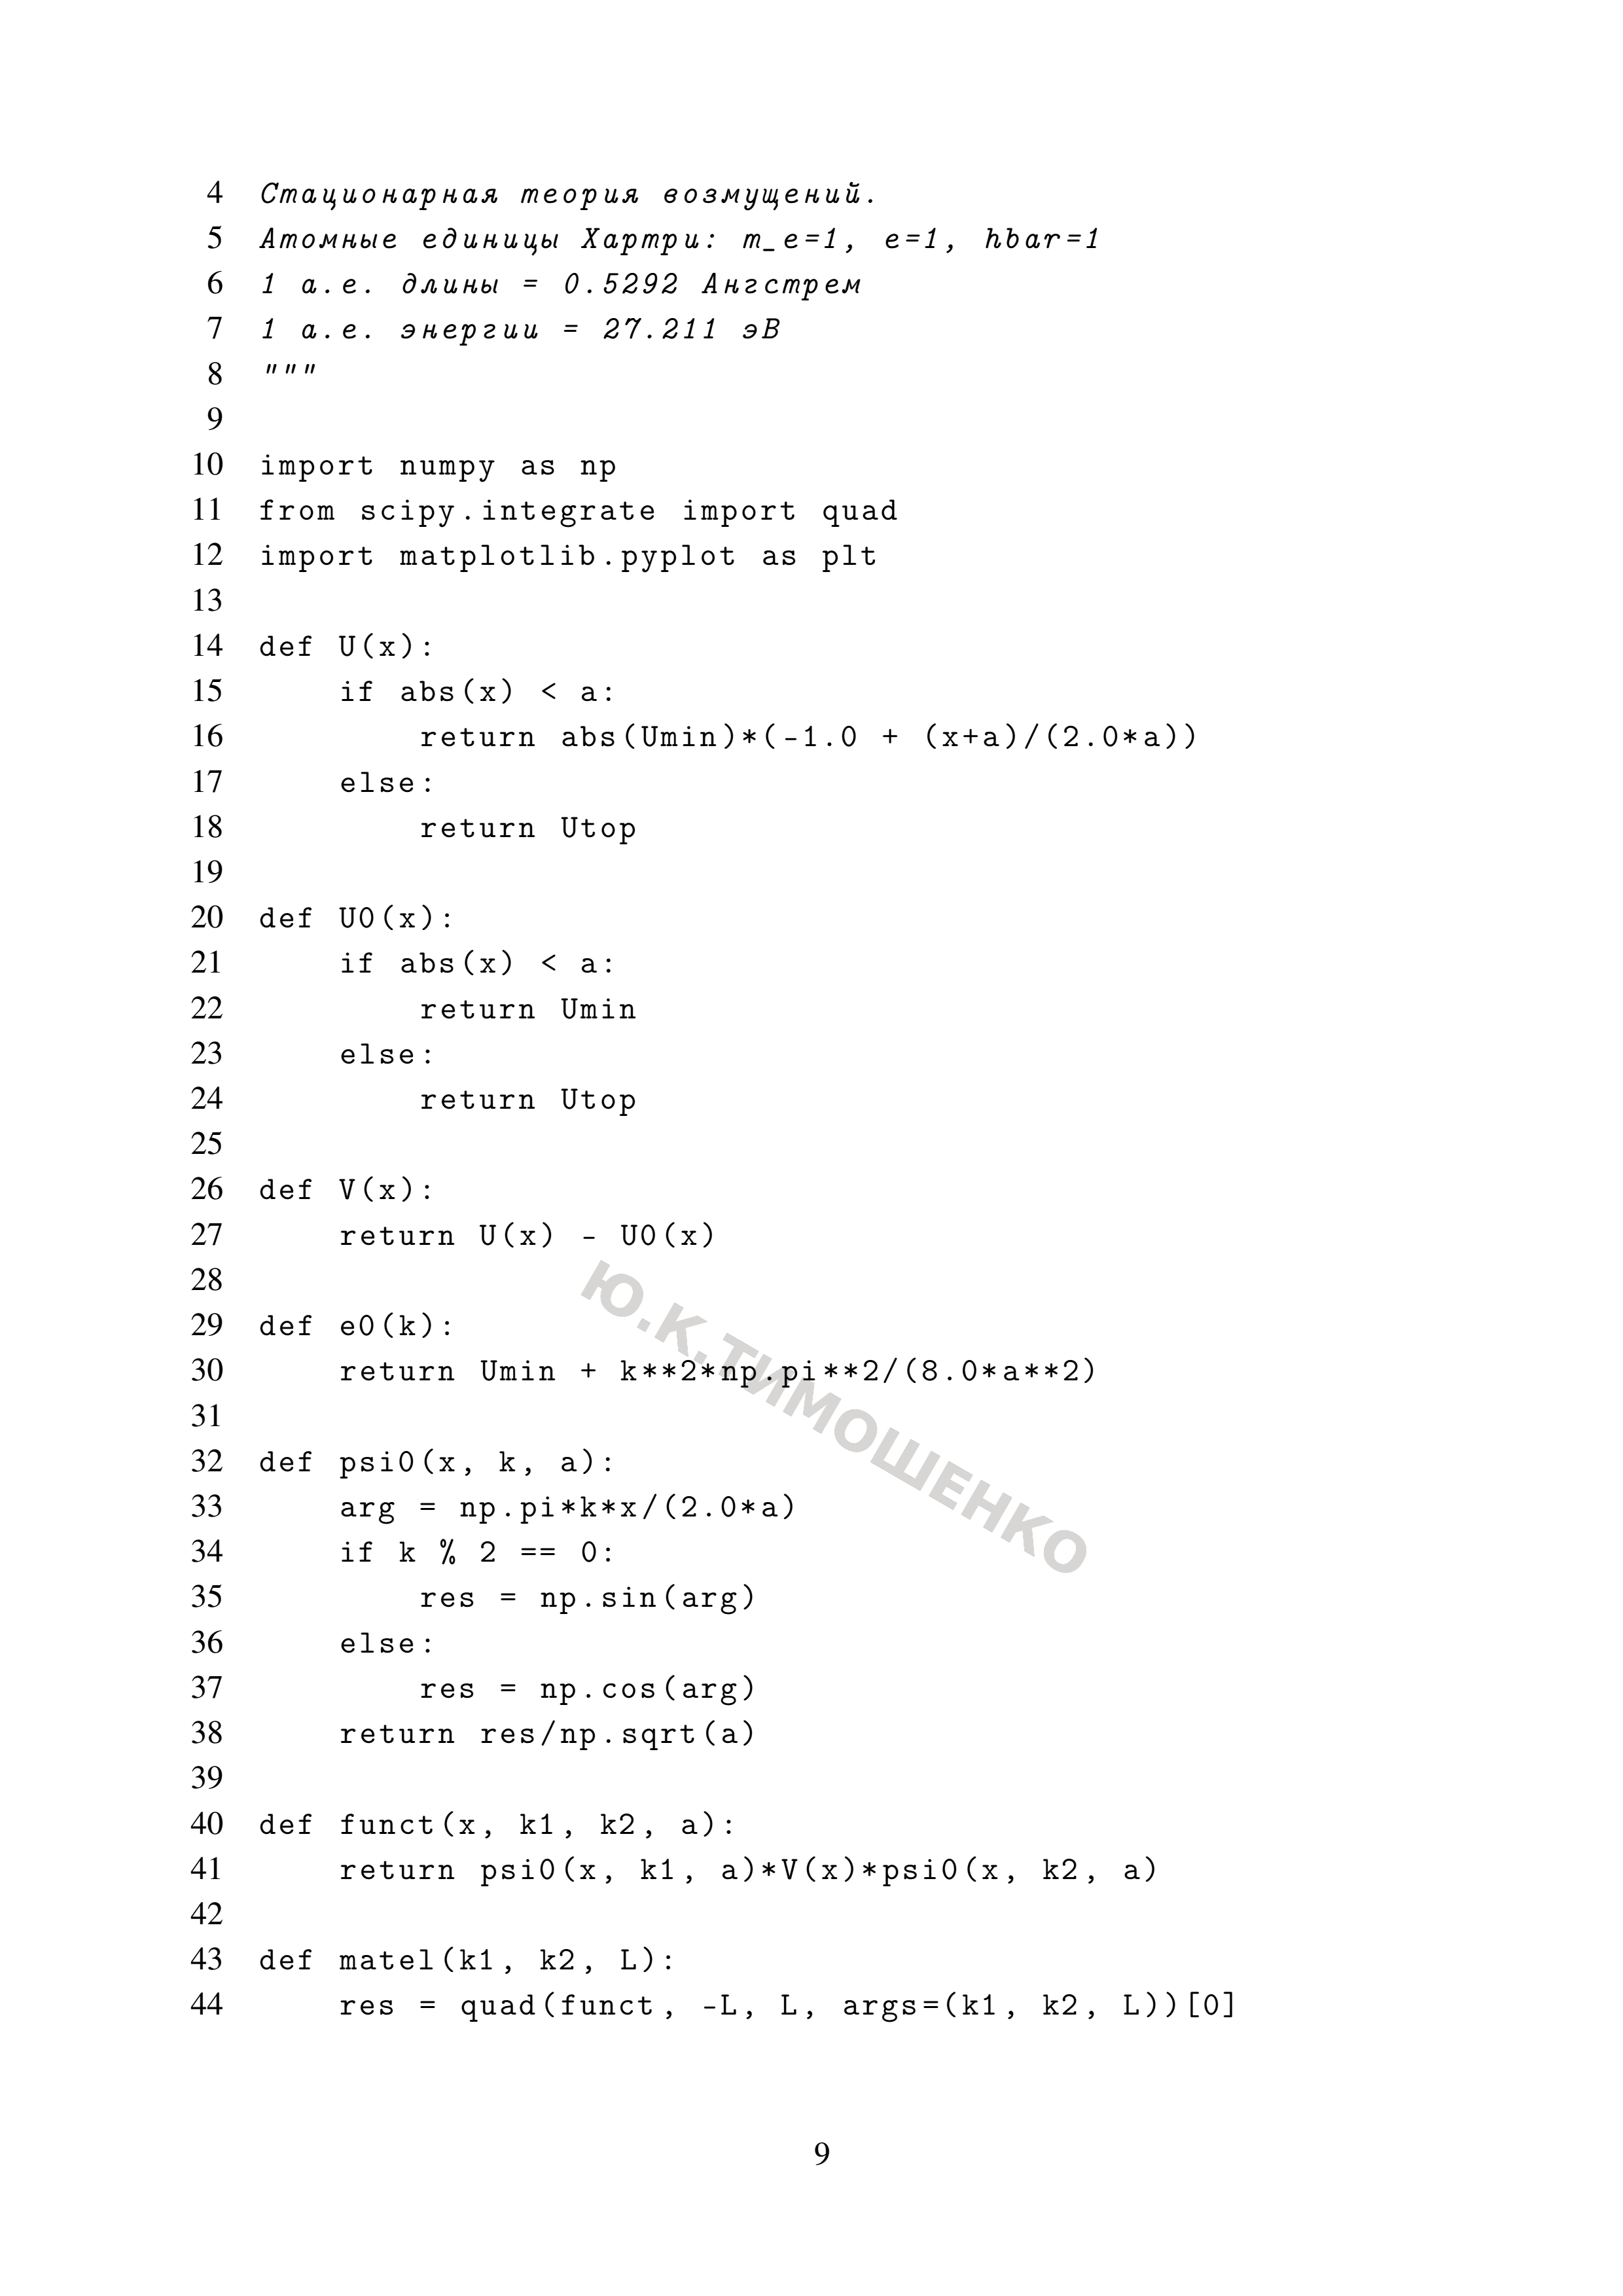 4 Стационарная теория возмущений.
5 Атомные единицы Хартри: m_e=1, e=1, hbar=1
6 1 а.е. длины = 0.5292 Ангстрем
7 1 а.е. энергии = 27.211 эВ
8 """
9
10 import numpy as np
11 from scipy.integrate import quad
12 import matplotlib.pyplot as plt
13
14 def U(x):
15     if abs(x) < a:
16         return abs(Umin)*(-1.0 + (x+a)/(2.0*a))
17     else:
18         return Utop
19
20 def U0(x):
21     if abs(x) < a:
22         return Umin
23     else:
24         return Utop
25
26 def V(x):
27     return U(x) - U0(x)
28
29 def e0(k):
30     return Umin + k**2*np.pi**2/(8.0*a**2)
31
32 def psi0(x, k, a):
33     arg = np.pi*k*x/(2.0*a)
34     if k % 2 == 0:
35         res = np.sin(arg)
36     else:
37         res = np.cos(arg)
38     return res/np.sqrt(a)
39
40 def funct(x, k1, k2, a):
41     return psi0(x, k1, a)*V(x)*psi0(x, k2, a)
42
43 def matel(k1, k2, L):
44     res = quad(funct, -L, L, args=(k1, k2, L))[0]
Ю.К.ТИМОШЕНКО
9